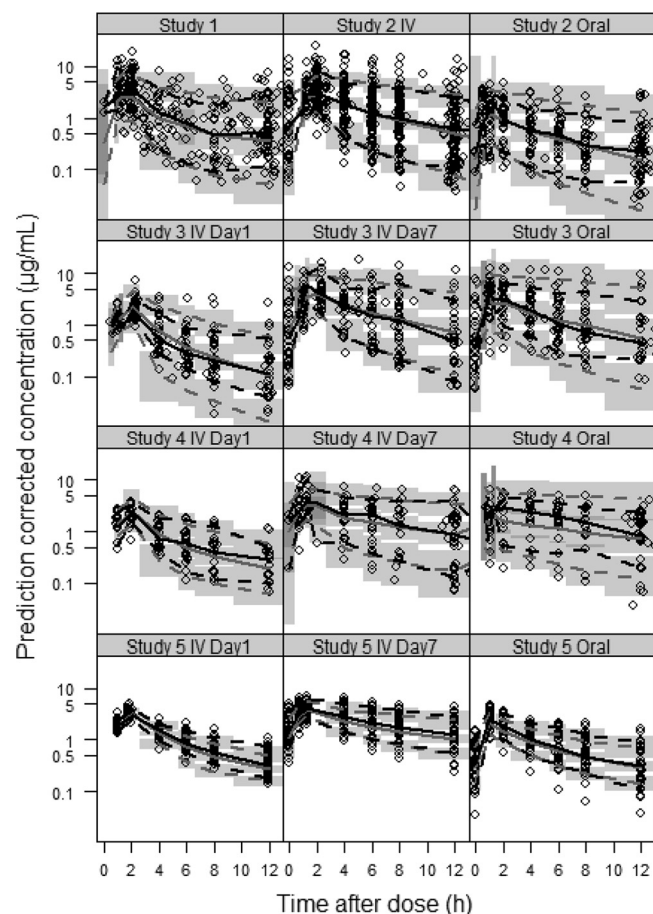 Study 1 Study 2 IV Study 2 Oral
10
5
1
0.5
0.1
Study 3 IV Day1 Study 3 IV Day7 Study 3 Oral
10
5
1
0.5
0.1
Study 4 IV Day1 Study 4 IV Day7 Study 4 Oral
10
5
1
0.5
0.1
Study 5 IV Day1 Study 5 IV Day7 Study 5 Oral
10
5
1
0.5
0.1
0 2 4 6 8 10 12 0 2 4 6 8 10 12 0 2 4 6 8 10 12
Time after dose (h)
Prediction corrected concentration (µg/mL)